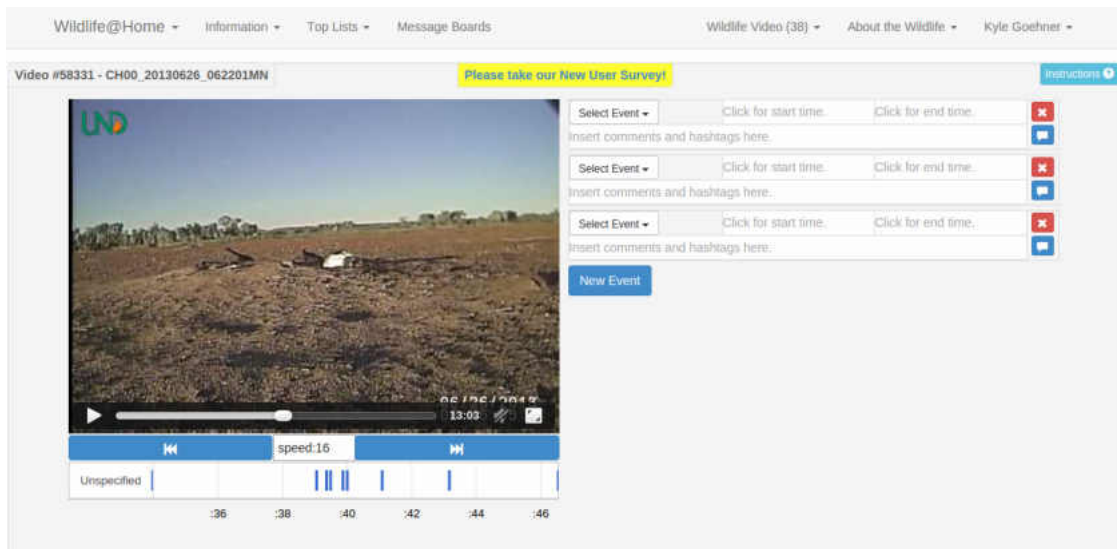 Wildlife@Home Information Top Lists Message Boards Wildlife Video (38) About the Wildlife Kyle Goehner
Video #58331 - CH00_20130626_062201MN Please take our New User Survey! Instructions
UND
Select Event Click for start time. Click for end time.
Insert comments and hashtags here.
Select Event Click for start time. Click for end time.
Insert comments and hashtags here.
Select Event Click for start time. Click for end time.
Insert comments and hashtags here.
New Event
06/26/2013
13:03
speed:16
Unspecified
:36 :38 :40 :42 :44 :46